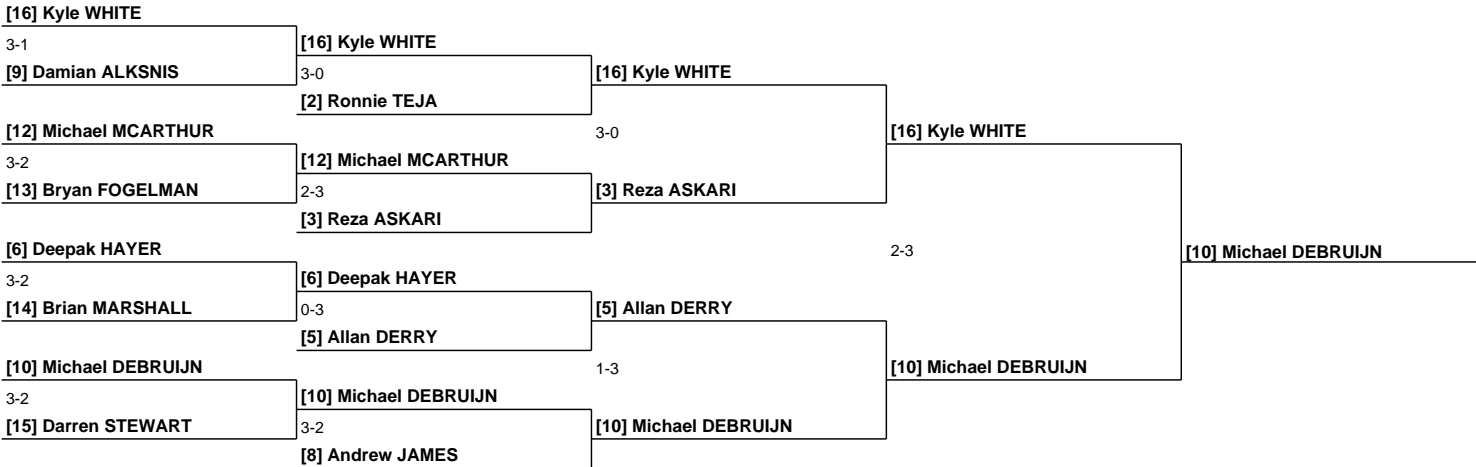 [16] Kyle WHITE
3-1
[9] Damian ALKSNIS
[12] Michael MCARTHUR
3-2
[13] Bryan FOGELMAN
[6] Deepak HAYER
3-2
[14] Brian MARSHALL
[10] Michael DEBRUIJN
3-2
[15] Darren STEWART
[16] Kyle WHITE
3-0
[2] Ronnie TEJA
[12] Michael MCARTHUR
2-3
[3] Reza ASKARI
[6] Deepak HAYER
0-3
[5] Allan DERRY
[10] Michael DEBRUIJN
3-2
[8] Andrew JAMES
[16] Kyle WHITE
3-0
[3] Reza ASKARI
[5] Allan DERRY
1-3
[10] Michael DEBRUIJN
[16] Kyle WHITE
2-3
[10] Michael DEBRUIJN
[10] Michael DEBRUIJN